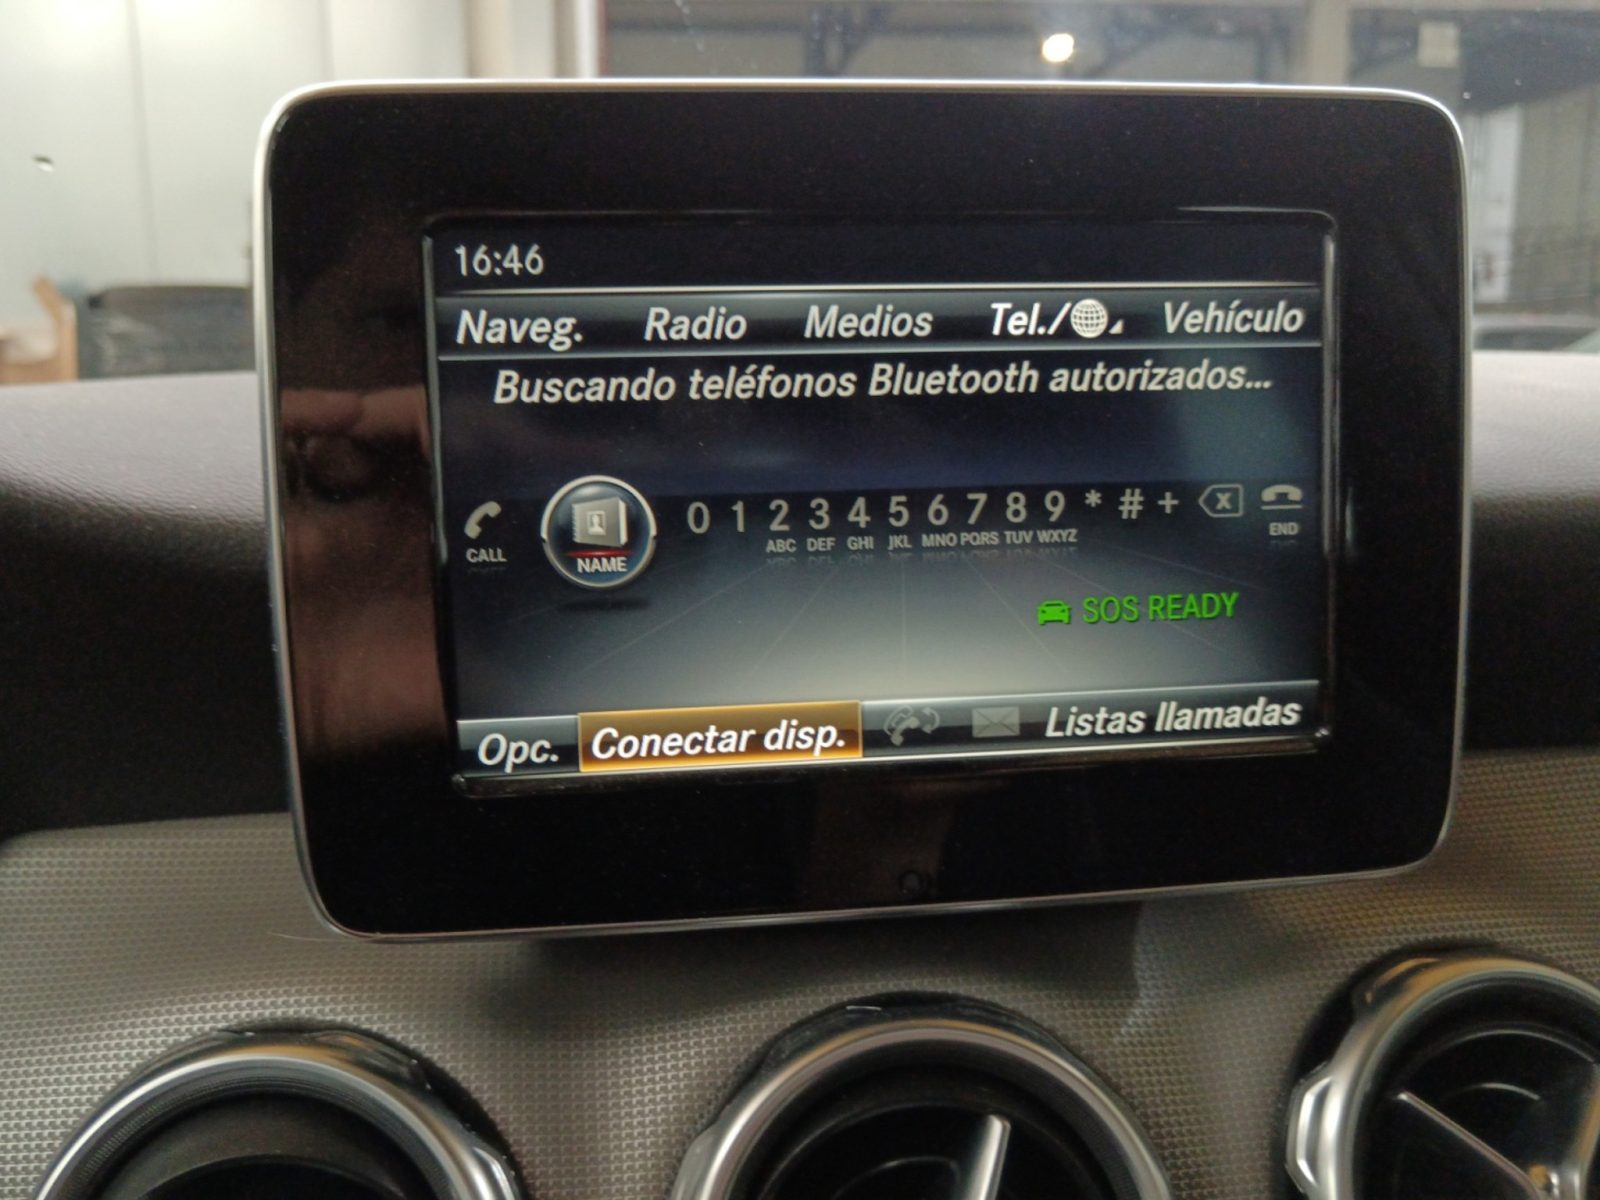 16:46
Naveg. Radio Medios Tel./ Vehículo
Buscando teléfonos Bluetooth autorizados...
0 1 2 3 4 5 6 7 8 9 * # +
ABC DEF GHI JKL MNO PQRS TUV WXYZ
CALL NAME END
SOS READY
Opc. Conectar disp. Listas llamadas